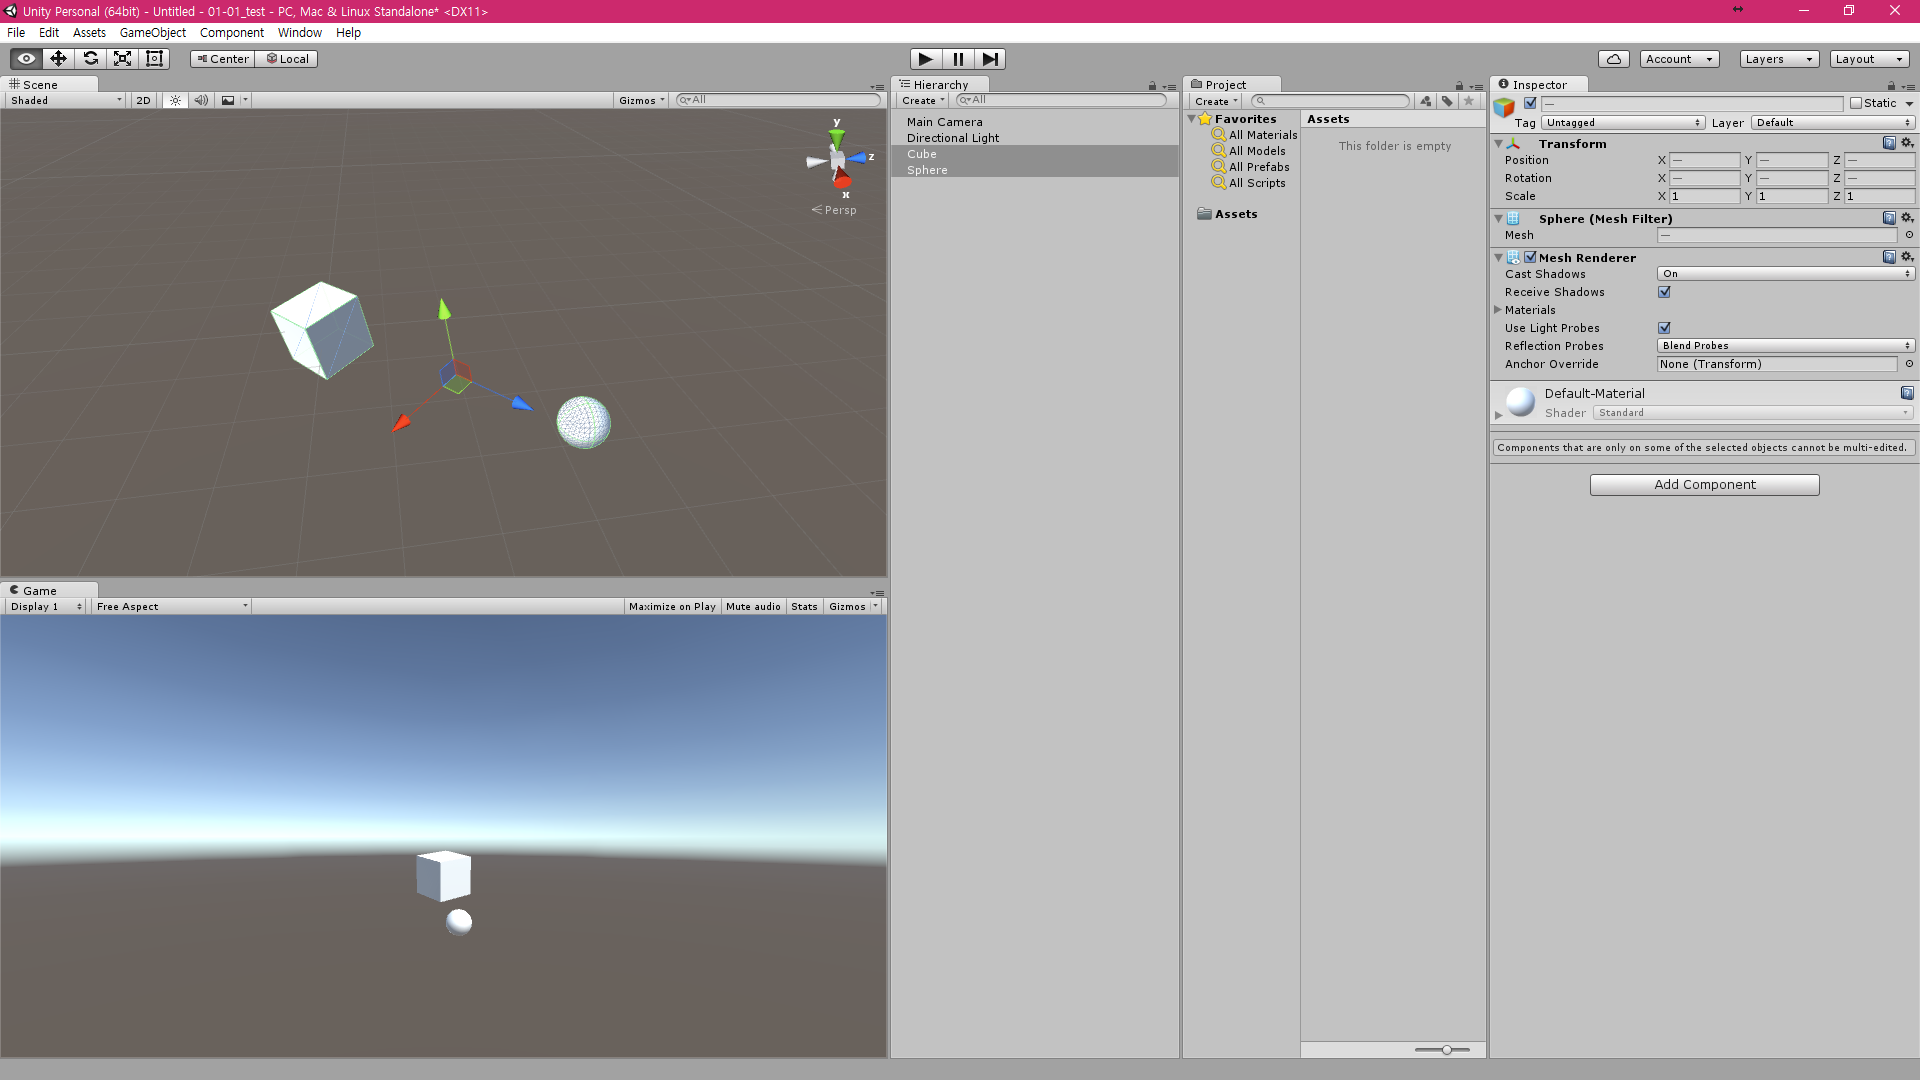 Unity Personal (64bit) - Untitled - 01-01_test - PC, Mac & Linux Standalone* <DX11>
File Edit Assets GameObject Component Window Help
Center Local
Account Layers Layout
Scene
Shaded 2D Gizmos All
y
z
x
Persp
Game
Display 1 Free Aspect Maximize on Play Mute audio Stats Gizmos
Hierarchy
Create All
Main Camera
Directional Light
Cube
Sphere
Project
Create
Favorites
All Materials
All Models
All Prefabs
All Scripts
Assets
Assets
This folder is empty
Inspector
— Static
Tag Untagged Layer Default
Transform
Position X — Y — Z —
Rotation X — Y — Z —
Scale X 1 Y 1 Z 1
Sphere (Mesh Filter)
Mesh —
Mesh Renderer
Cast Shadows On
Receive Shadows
Materials
Use Light Probes
Reflection Probes Blend Probes
Anchor Override None (Transform)
Default-Material
Shader Standard
Components that are only on some of the selected objects cannot be multi-edited.
Add Component